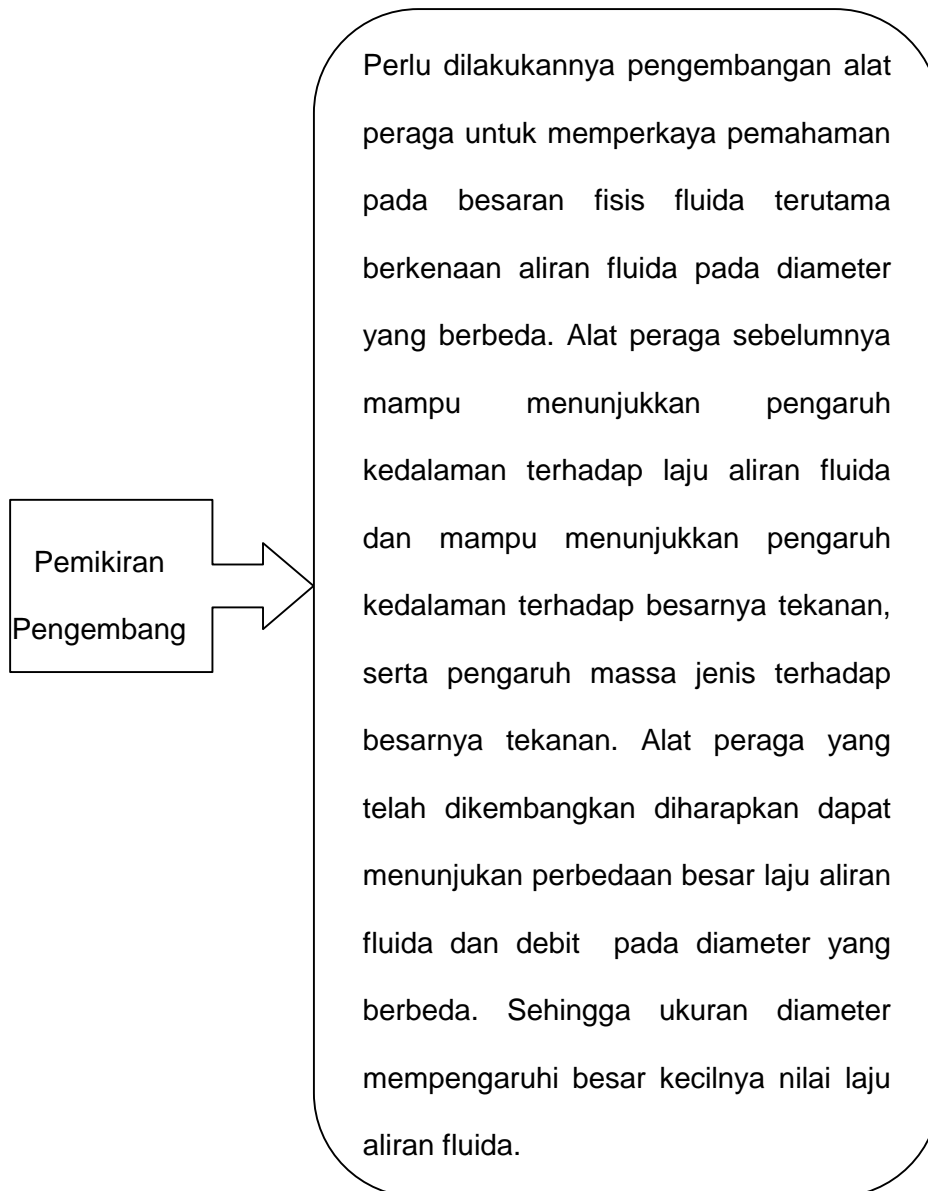 Pemikiran
Pengembang
Perlu dilakukannya pengembangan alat
peraga untuk memperkaya pemahaman
pada besaran fisis fluida terutama
berkenaan aliran fluida pada diameter
yang berbeda. Alat peraga sebelumnya
mampu menunjukkan pengaruh
kedalaman terhadap laju aliran fluida
dan mampu menunjukkan pengaruh
kedalaman terhadap besarnya tekanan,
serta pengaruh massa jenis terhadap
besarnya tekanan. Alat peraga yang
telah dikembangkan diharapkan dapat
menunjukan perbedaan besar laju aliran
fluida dan debit pada diameter yang
berbeda. Sehingga ukuran diameter
mempengaruhi besar kecilnya nilai laju
aliran fluida.